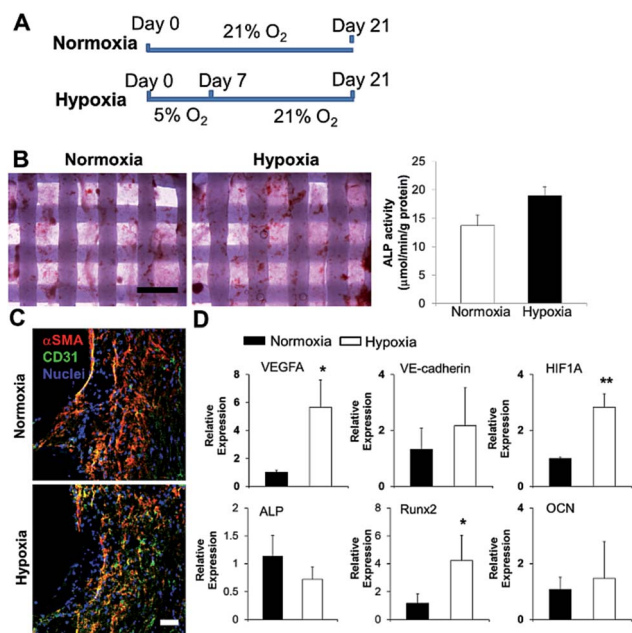 A
Day 0 21% O2 Day 21
Normoxia
Day 0 Day 7 Day 21
Hypoxia
5% O2 21% O2
B
Normoxia Hypoxia
ALP activity
(μmol/min/g protein)
25
20
15
10
5
0
Normoxia Hypoxia
C
αSMA
CD31
Nuclei
Normoxia
Hypoxia
D
Normoxia Hypoxia
VEGFA
*
Relative
Expression
8
6
4
2
0
VE-cadherin
Relative
Expression
4
2
0
HIF1A
**
Relative
Expression
4
2
0
ALP
Relative
Expression
2
1.5
1
0.5
0
Runx2
*
Relative
Expression
8
6
4
2
0
OCN
Relative
Expression
4
2
0